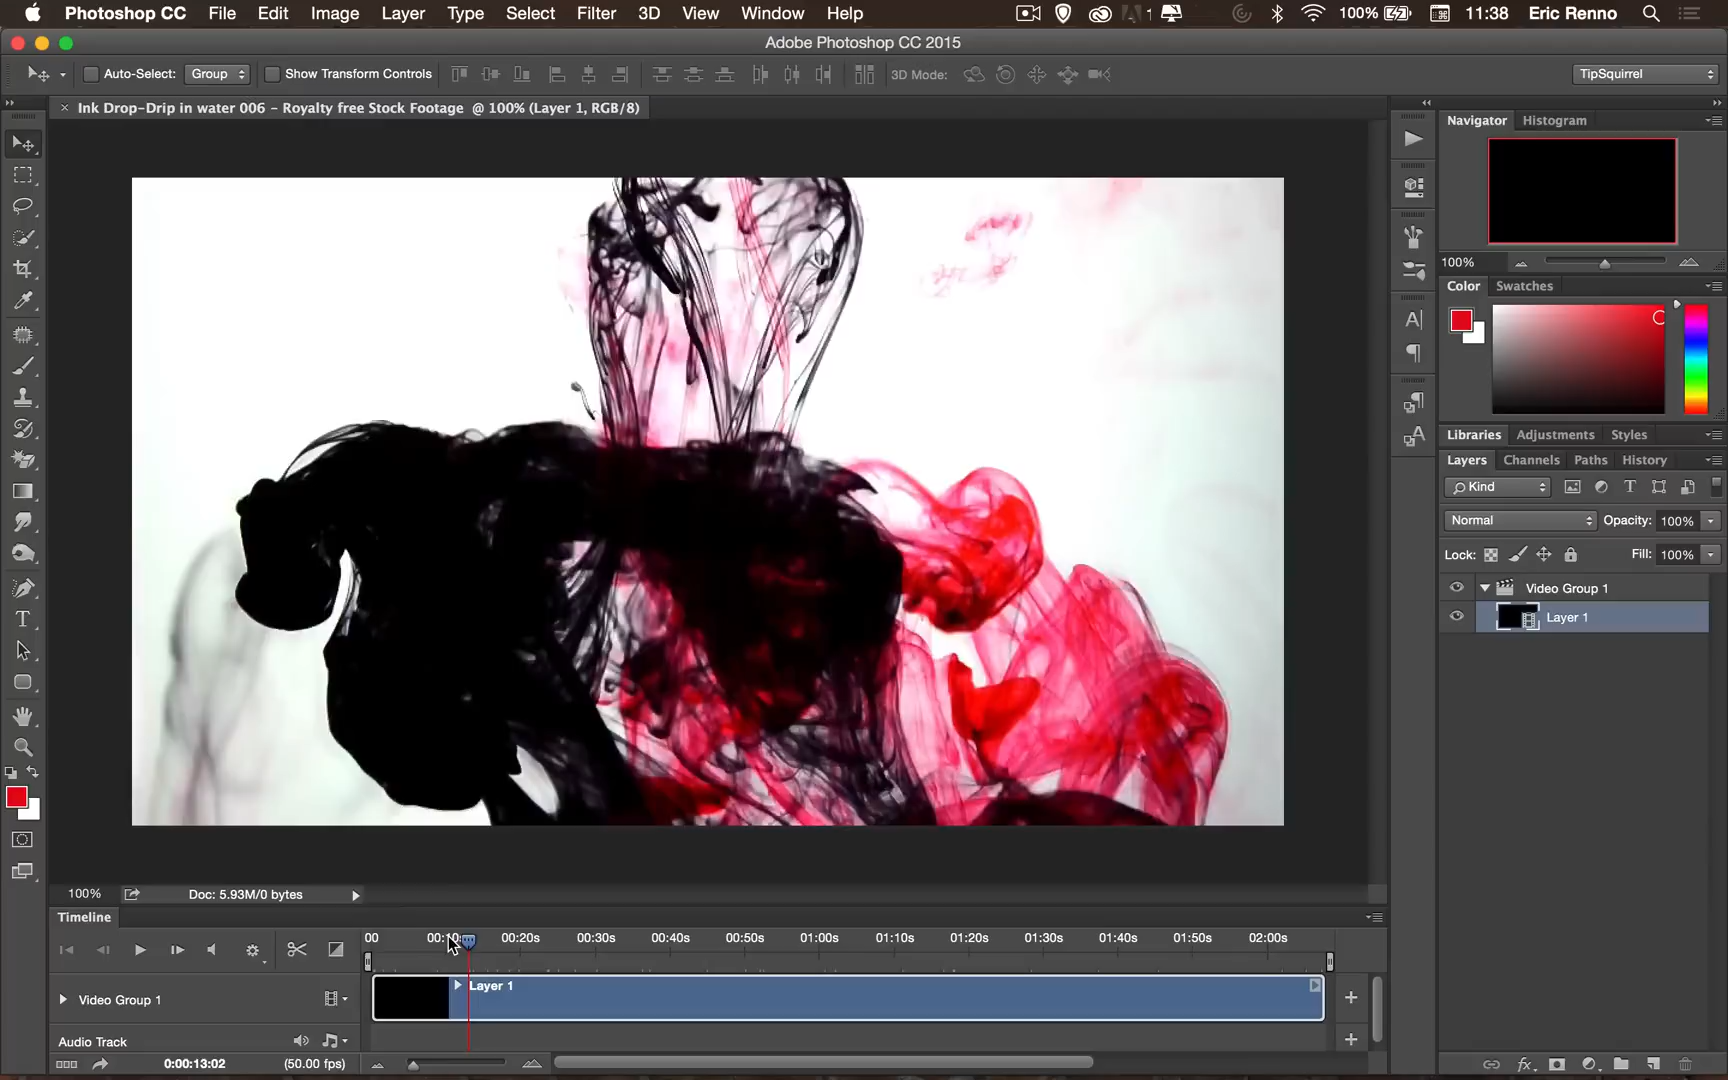 Photoshop CC File Edit Image Layer Type Select Filter 3D View Window Help 1 100% 11:38 Eric Renno
Adobe Photoshop CC 2015
Auto-Select: Group Show Transform Controls 3D Mode: TipSquirrel
× Ink Drop-Drip in water 006 – Royalty free Stock Footage @ 100% (Layer 1, RGB/8)
Navigator Histogram
100%
Color Swatches
Libraries Adjustments Styles
Layers Channels Paths History
Kind
Normal Opacity: 100%
Lock: Fill: 100%
Video Group 1
Layer 1
100% Doc: 5.93M/0 bytes
Timeline
00 00:20s 00:30s 00:40s 00:50s 01:00s 01:10s 01:20s 01:30s 01:40s 01:50s 02:00s
Layer 1
Video Group 1
Audio Track
0:00:13:02 (50.00 fps)